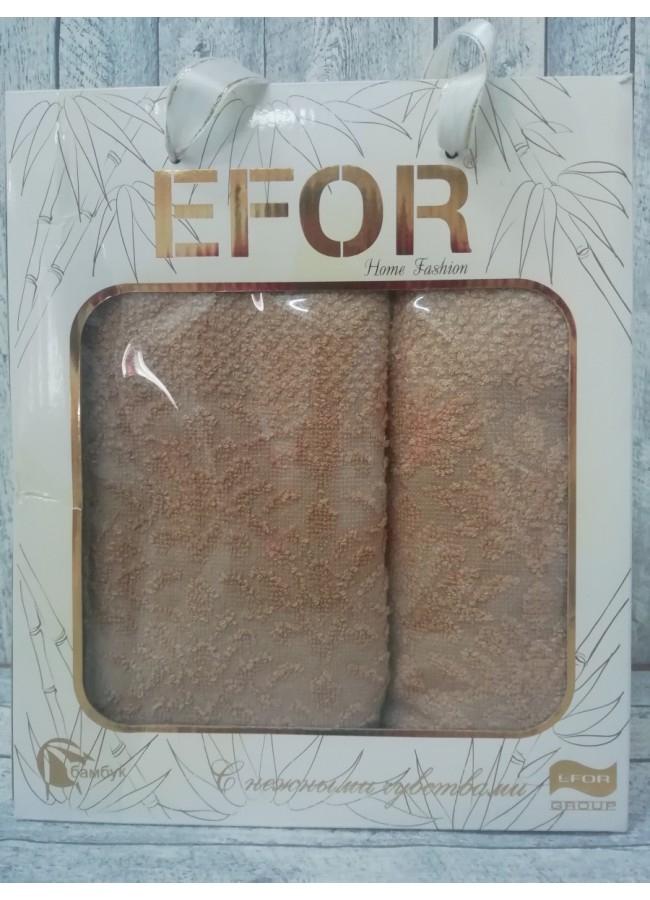 EFOR
Home Fashion
бамбук
С нежными чувствами
EFOR
GROUP